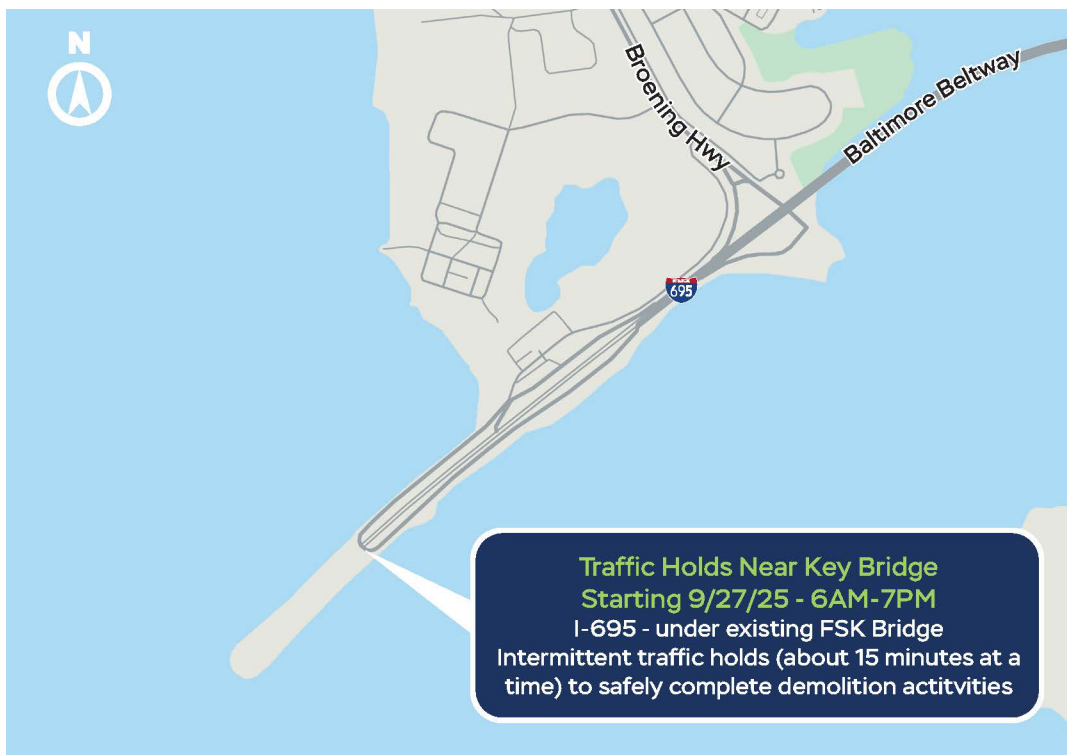 N
Broening Hwy
Baltimore Beltway
695
Traffic Holds Near Key Bridge
Starting 9/27/25 - 6AM-7PM
I-695 - under existing FSK Bridge
Intermittent traffic holds (about 15 minutes at a
time) to safely complete demolition actitvities